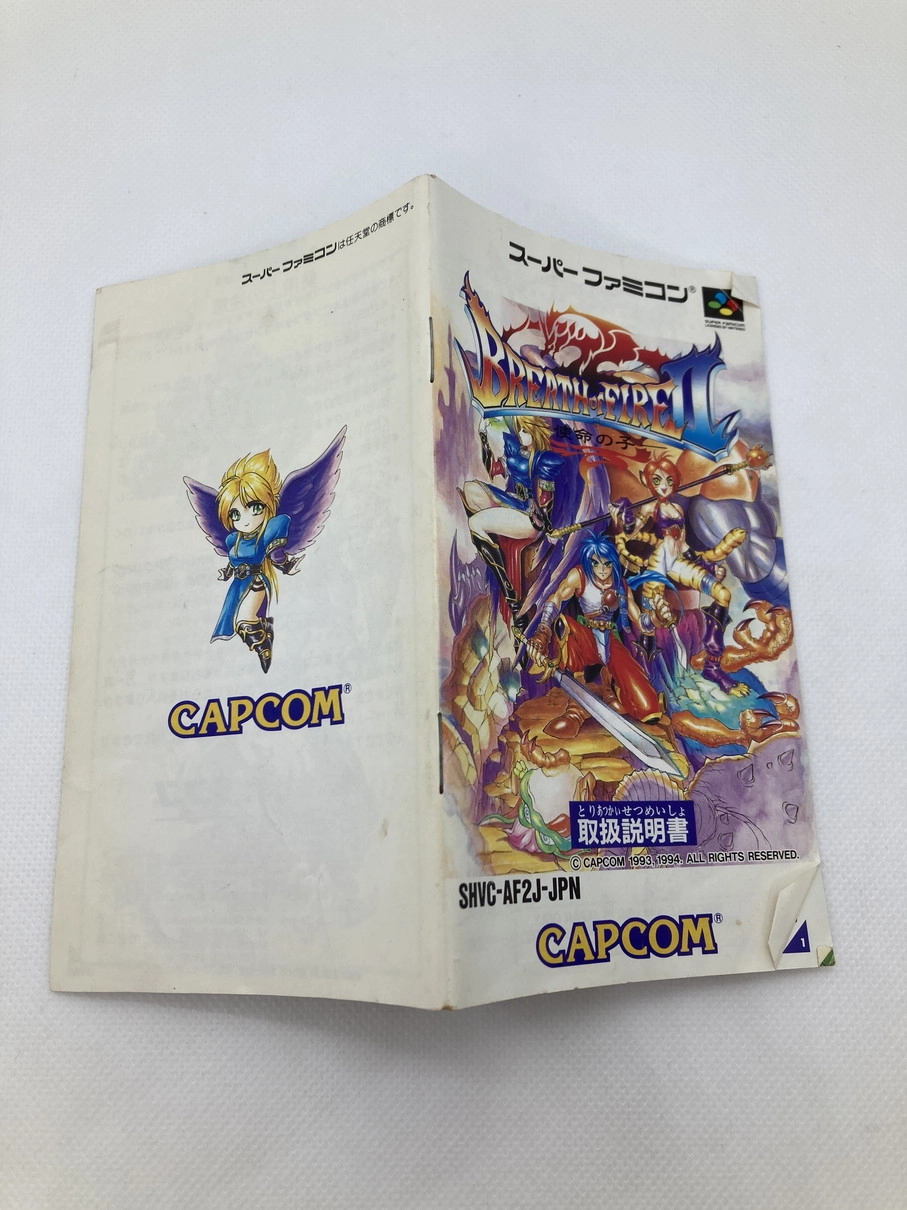 スーパーファミコンは任天堂の商標です。
CAPCOM®
スーパーファミコン®
SUPER FAMICOM
LICENSED BY NINTENDO
BREATH OF FIRE II
使命の子
とりあつかいせつめいしょ
取扱説明書
© CAPCOM 1993, 1994. ALL RIGHTS RESERVED.
SHVC-AF2J-JPN
CAPCOM®
1